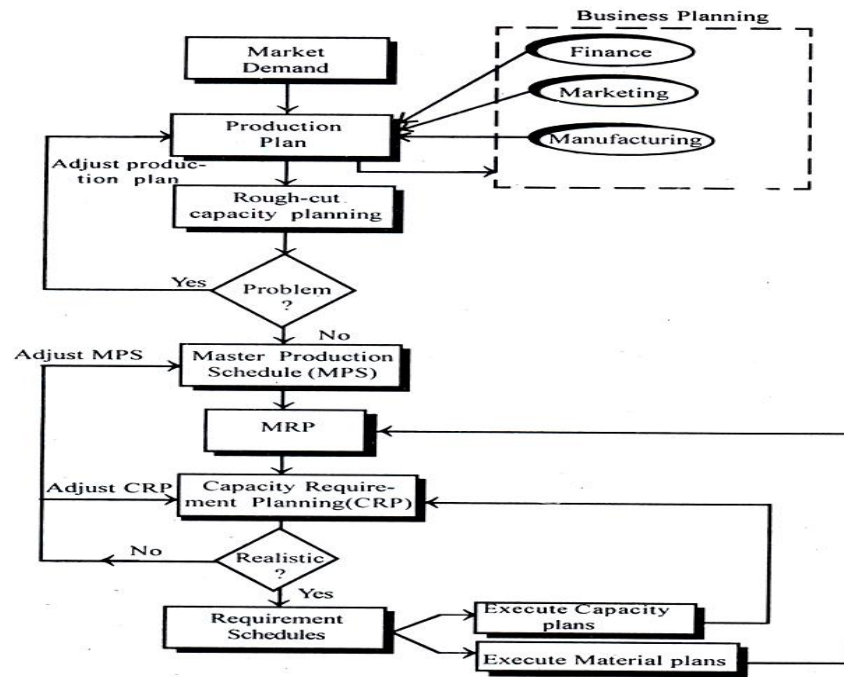 Business Planning
Market
Demand
Finance
Marketing
Manufacturing
Production
Plan
Adjust produc-
tion plan
Rough-cut
capacity planning
Yes
Problem
?
No
Adjust MPS
Master Production
Schedule (MPS)
MRP
Adjust CRP
Capacity Require-
ment Planning(CRP)
No
Realistic
?
Yes
Requirement
Schedules
Execute Capacity
plans
Execute Material plans